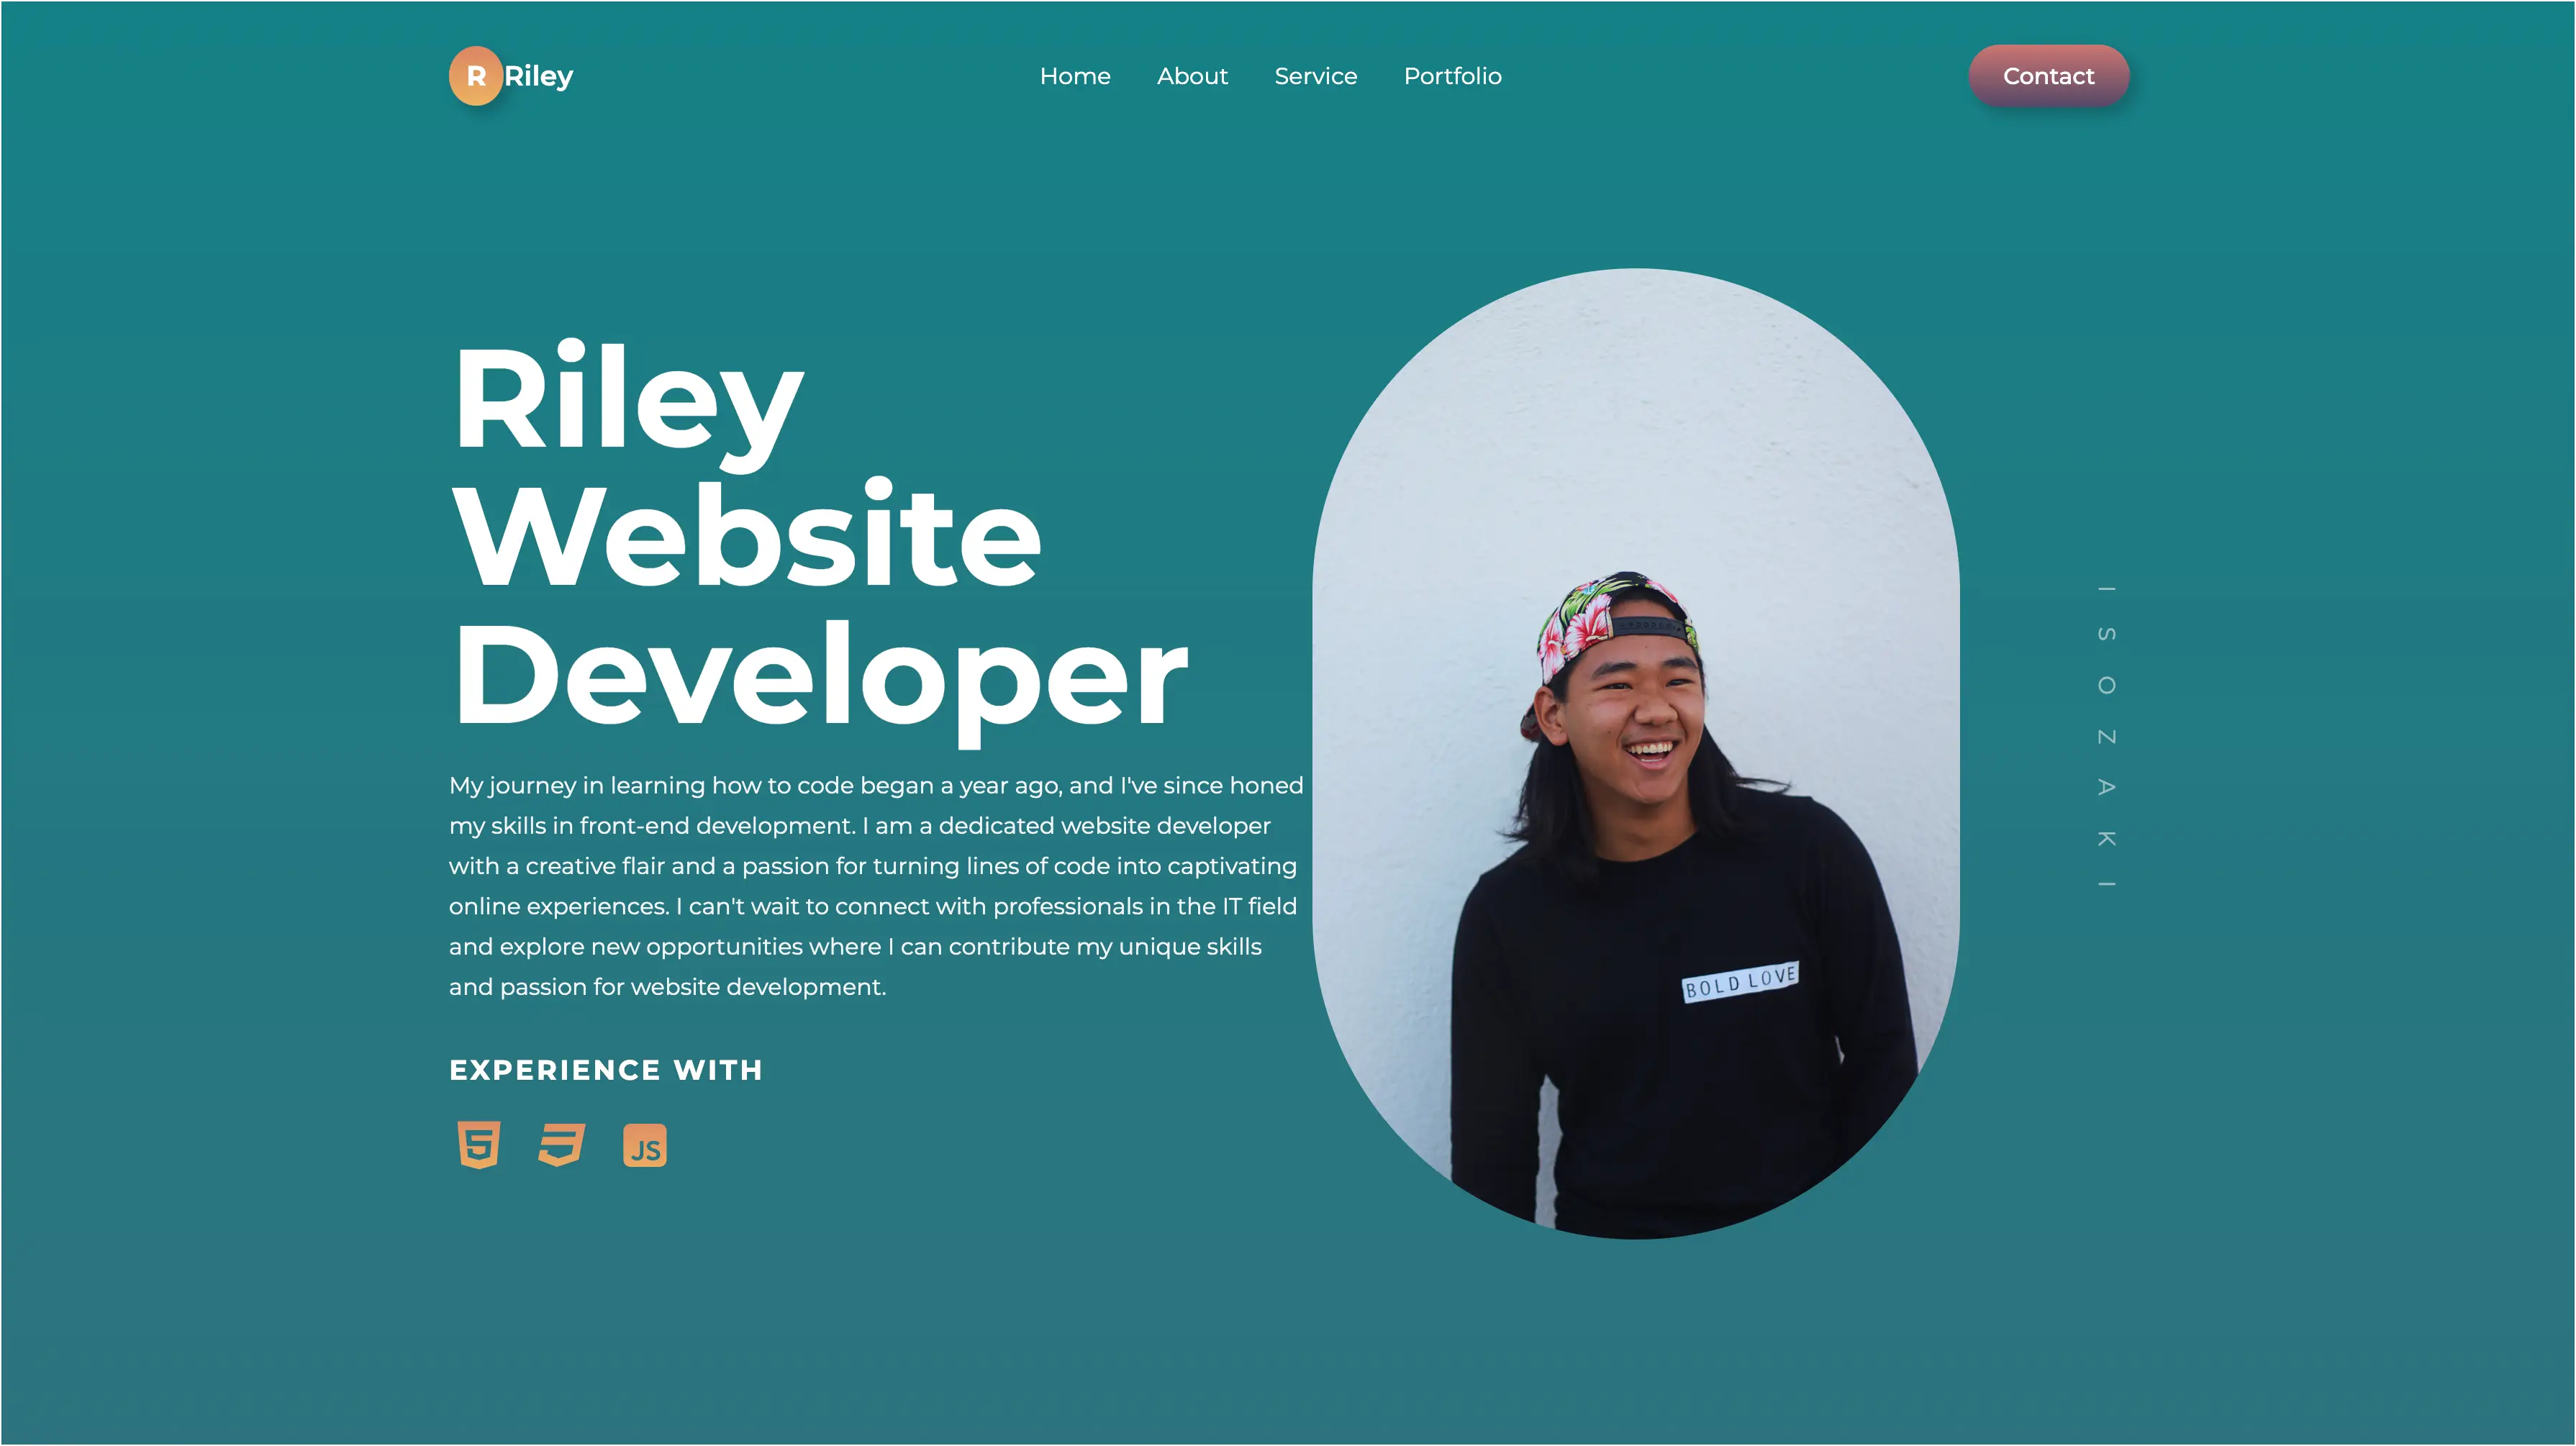 R Riley
Home About Service Portfolio
Contact
Riley
Website
Developer
My journey in learning how to code began a year ago, and I've since honed
my skills in front-end development. I am a dedicated website developer
with a creative flair and a passion for turning lines of code into captivating
online experiences. I can't wait to connect with professionals in the IT field
and explore new opportunities where I can contribute my unique skills
and passion for website development.
EXPERIENCE WITH
5 JS
BOLD LOVE
ISOZAKI